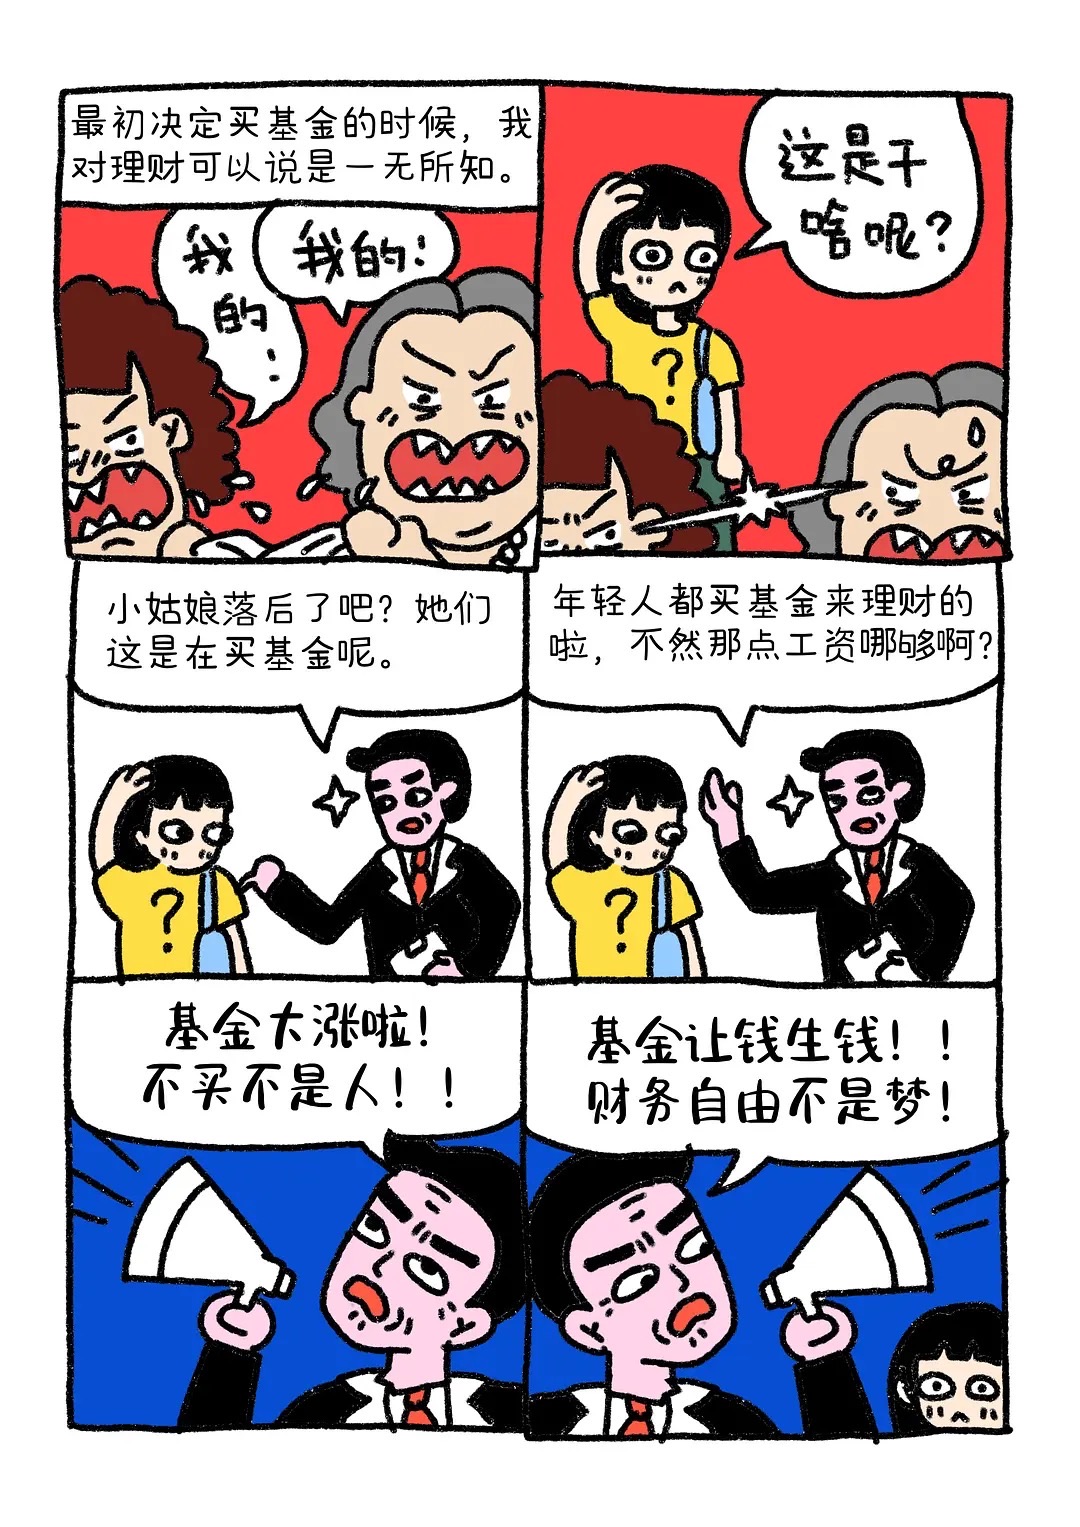 最初决定买基金的时候，我
对理财可以说是一无所知。
我
的！
我的！
这是干
啥呢？
?
小姑娘落后了吧？她们
这是在买基金呢。
?
年轻人都买基金来理财的
啦，不然那点工资哪够啊？
?
基金大涨啦！
不买不是人！！
基金让钱生钱！！
财务自由不是梦！